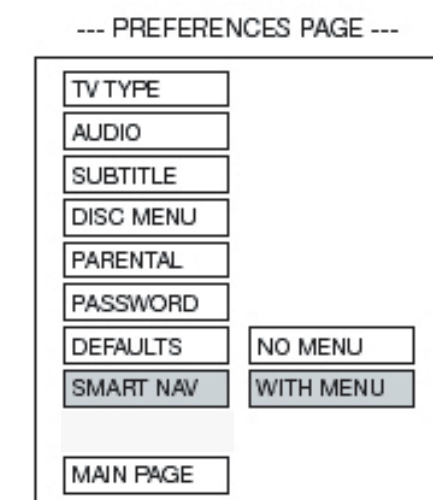 --- PREFERENCES PAGE ---
TV TYPE
AUDIO
SUBTITLE
DISC MENU
PARENTAL
PASSWORD
DEFAULTS NO MENU
SMART NAV WITH MENU
MAIN PAGE